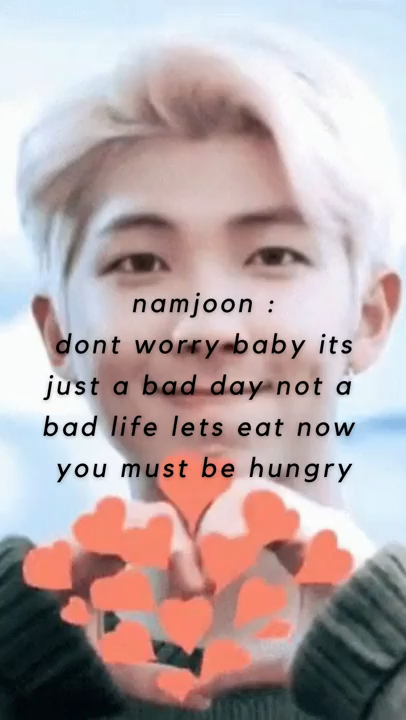 namjoon :
dont worry baby its
just a bad day not a
bad life lets eat now
you must be hungry